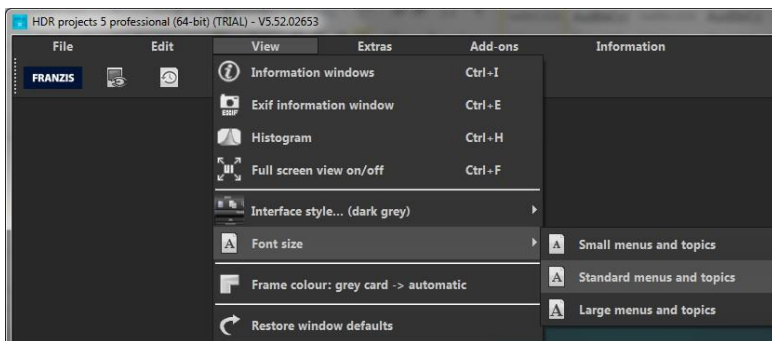 HDR projects 5 professional (64-bit) (TRIAL) - V5.52.02653
File Edit View Extras Add-ons Information
FRANZIS
Information windows Ctrl+I
EXIF
Exif information window Ctrl+E
Histogram Ctrl+H
UI
Full screen view on/off Ctrl+F
Interface style... (dark grey)
A Font size
A Small menus and topics
A Standard menus and topics
Frame colour: grey card -> automatic
A Large menus and topics
Restore window defaults